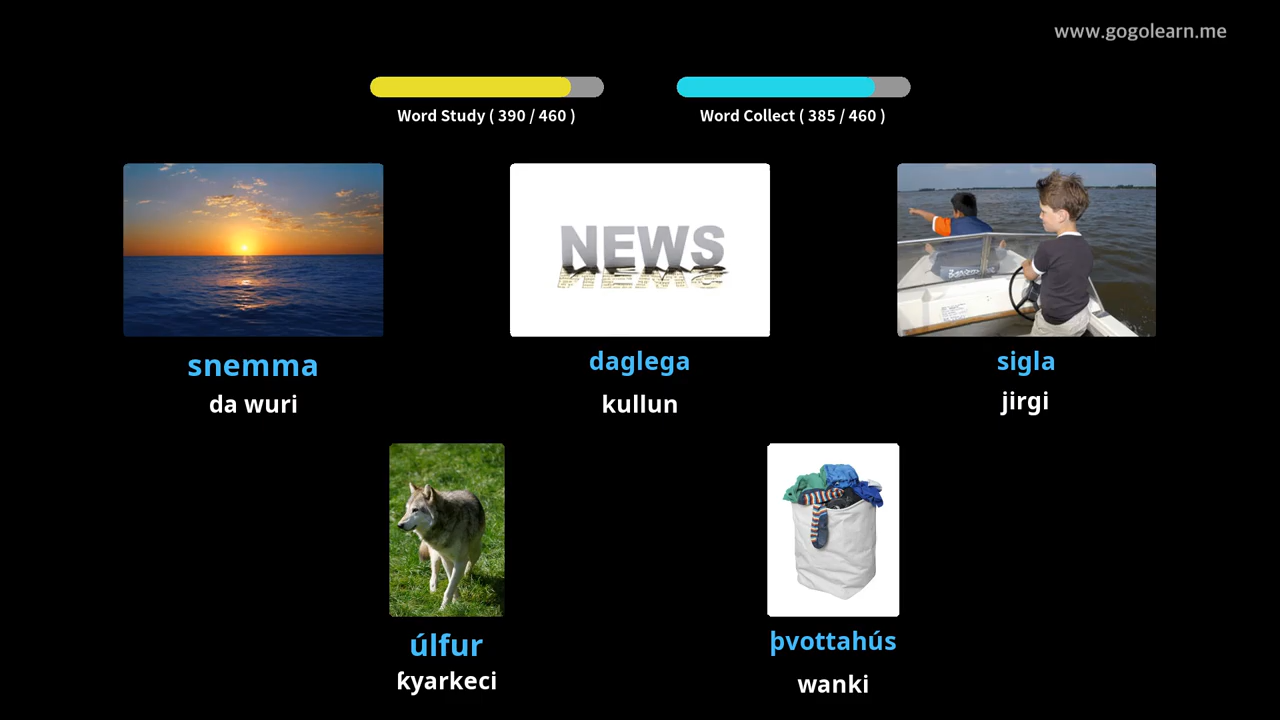 www.gogolearn.me
Word Study ( 390 / 460 )
Word Collect ( 385 / 460 )
NEWS
snemma
daglega
sigla
da wuri
kullun
jirgi
úlfur
þvottahús
ƙyarkeci
wanki